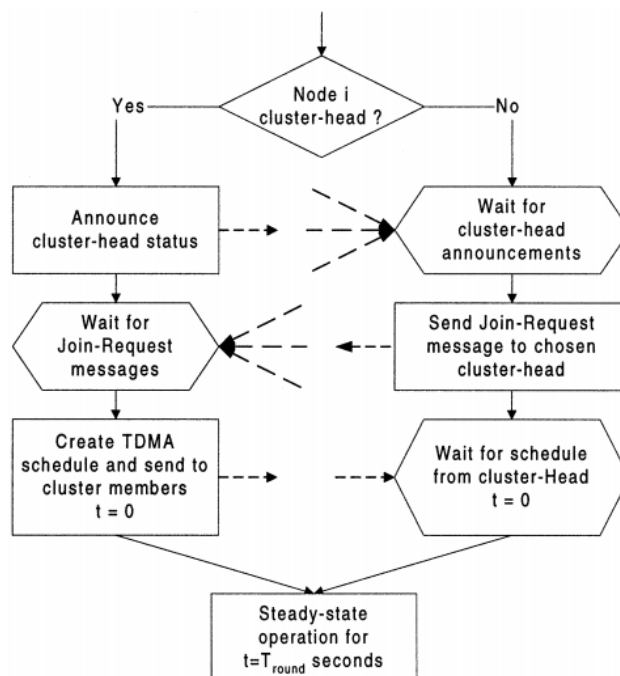 Node i
cluster-head ?
Yes
No
Announce
cluster-head status
Wait for
cluster-head
announcements
Wait for
Join-Request
messages
Send Join-Request
message to chosen
cluster-head
Create TDMA
schedule and send to
cluster members
t = 0
Wait for schedule
from cluster-Head
t = 0
Steady-state
operation for
t=Tround seconds